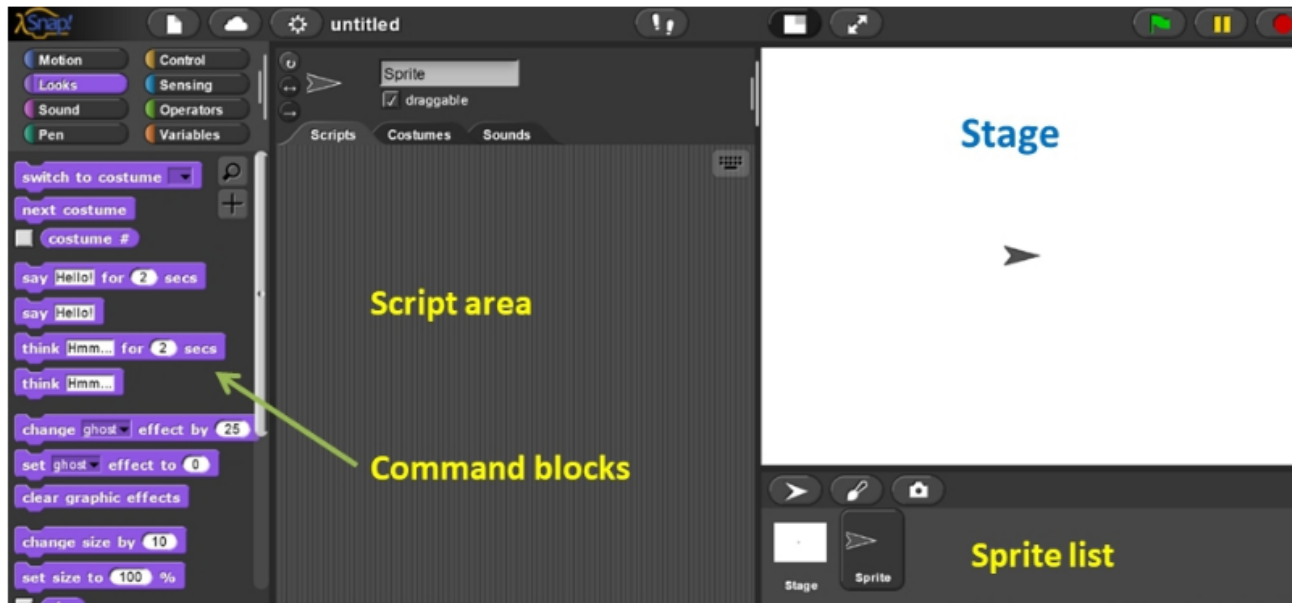 λSnap! untitled
Motion Control
Looks Sensing
Sound Operators
Pen Variables
Sprite
draggable
Scripts Costumes Sounds
switch to costume
next costume
costume #
say Hello! for 2 secs
say Hello!
think Hmm... for 2 secs
think Hmm...
change ghost effect by 25
set ghost effect to 0
clear graphic effects
change size by 10
set size to 100 %
Script area
Command blocks
Stage
Stage Sprite
Sprite list